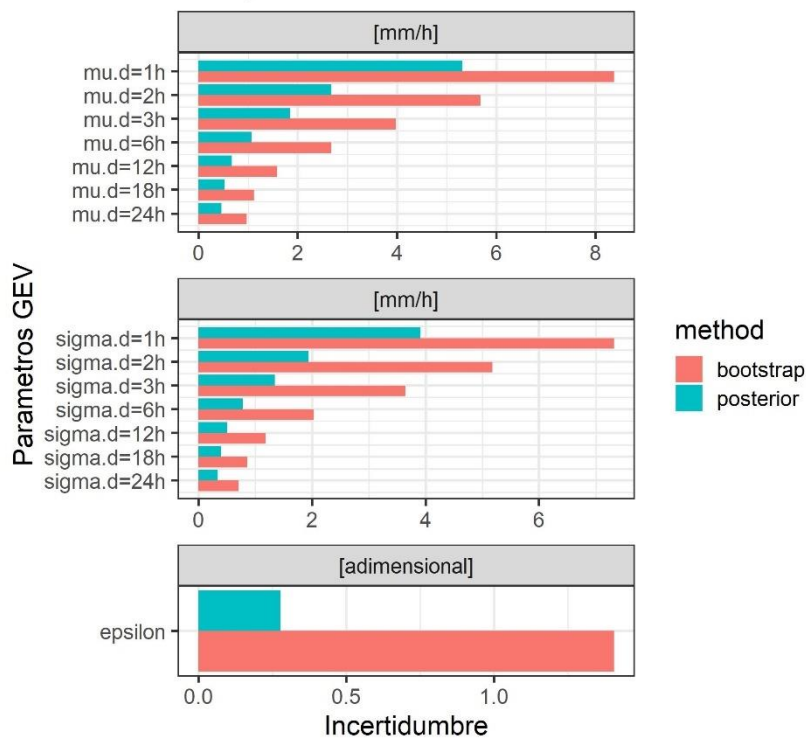 [mm/h]
mu.d=1h
mu.d=2h
mu.d=3h
mu.d=6h
mu.d=12h
mu.d=18h
mu.d=24h
0 2 4 6 8
[mm/h]
sigma.d=1h
sigma.d=2h
sigma.d=3h
sigma.d=6h
sigma.d=12h
sigma.d=18h
sigma.d=24h
0 2 4 6
[adimensional]
epsilon
0.0 0.5 1.0
Incertidumbre
Parametros GEV
method
bootstrap
posterior